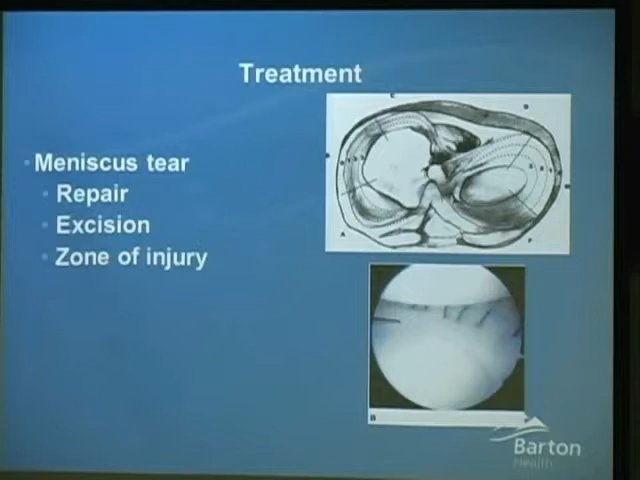 Treatment
Meniscus tear
Repair
Excision
Zone of injury
B
Barton
Health